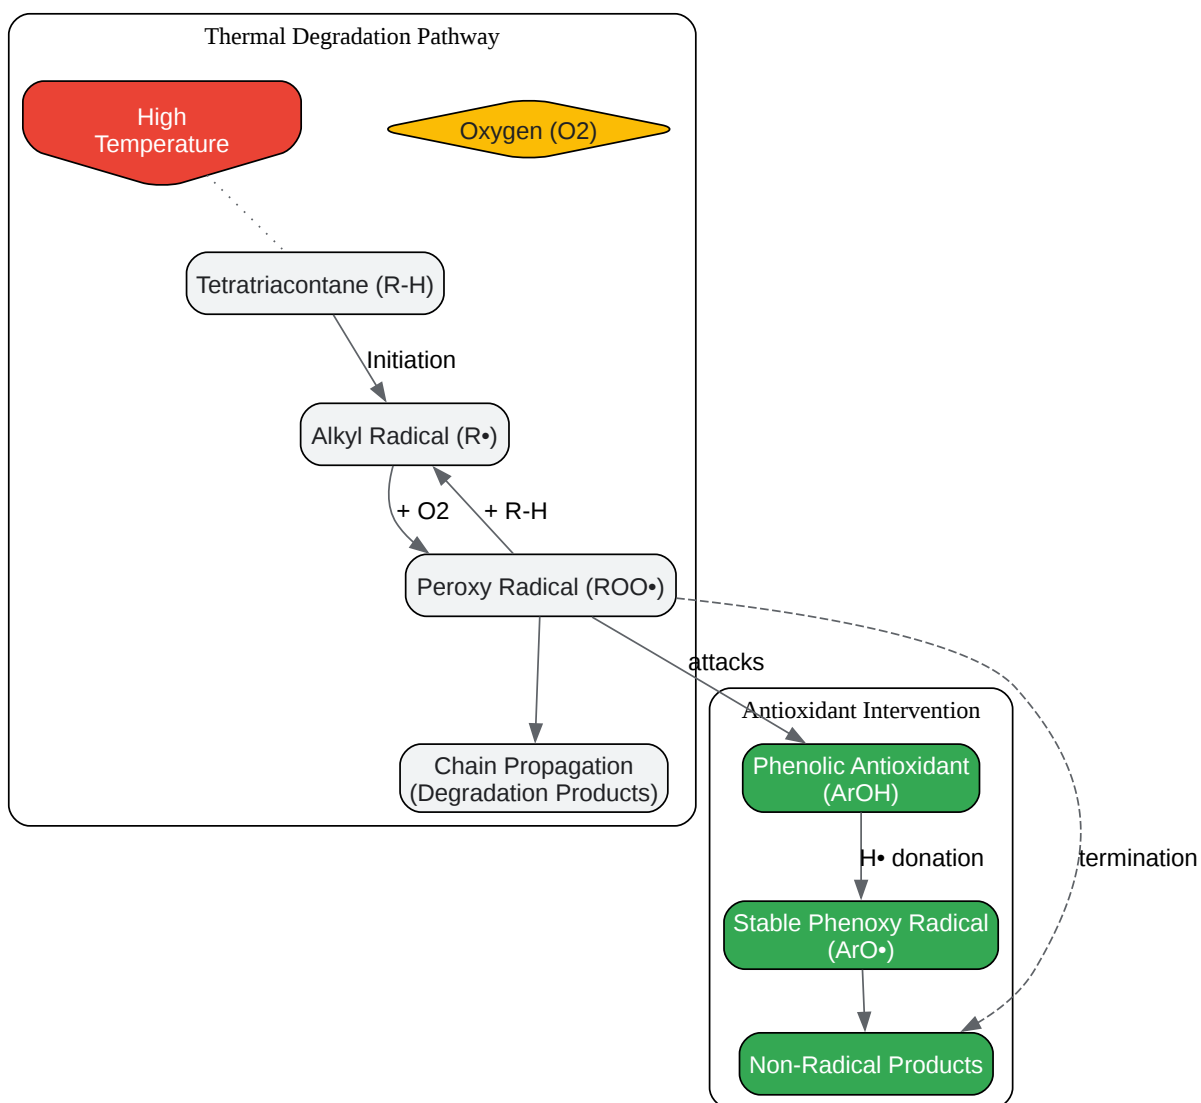 Thermal Degradation Pathway
High
Temperature
Oxygen (O2)
Tetratriacontane (R-H)
Initiation
Alkyl Radical (R•)
+ O2
+ R-H
Peroxy Radical (ROO•)
attacks
Antioxidant Intervention
Chain Propagation
(Degradation Products)
Phenolic Antioxidant
(ArOH)
H• donation
termination
Stable Phenoxy Radical
(ArO•)
Non-Radical Products